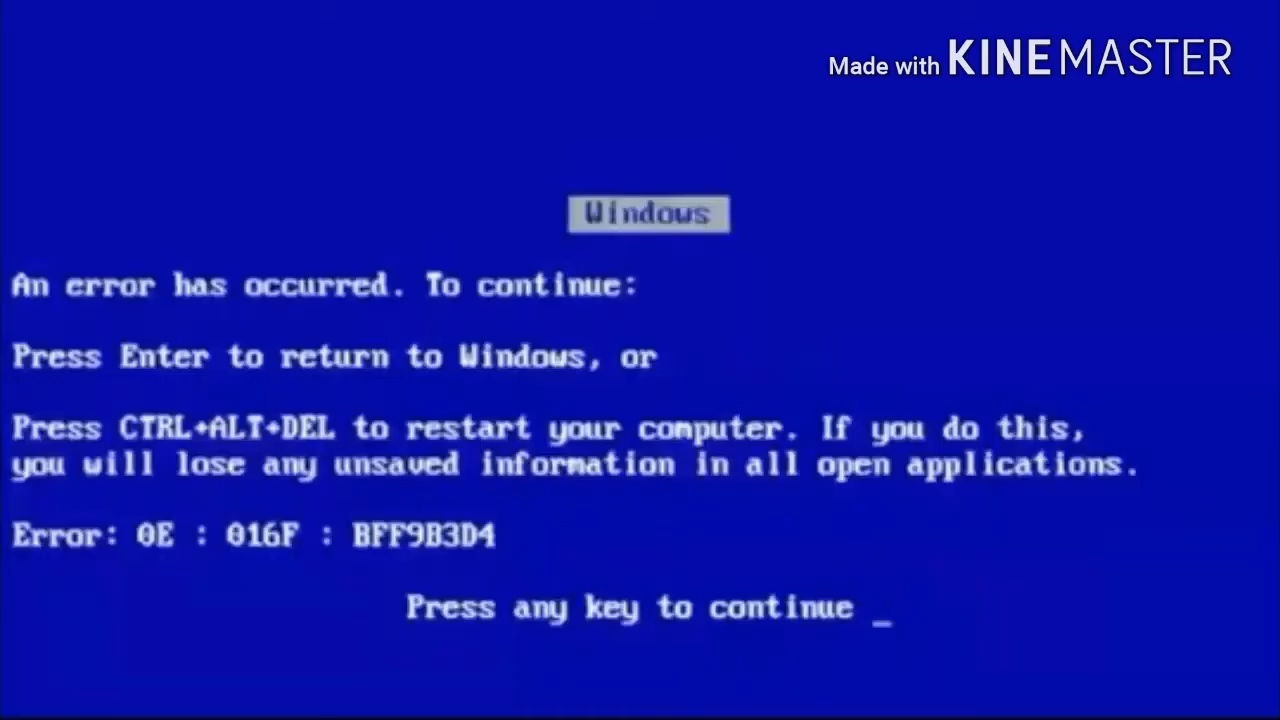 Made with KINEMASTER
Windows
An error has occurred. To continue:
Press Enter to return to Windows, or
Press CTRL+ALT+DEL to restart your computer. If you do this,
you will lose any unsaved information in all open applications.
Error: 0E : 016F : BFF9B3D4
Press any key to continue _